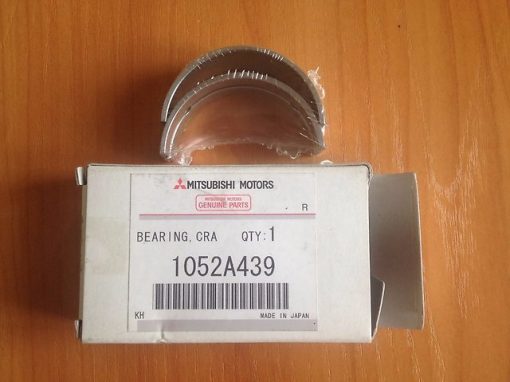 MITSUBISHI MOTORS
MITSUBISHI MOTORS
GENUINE PARTS
R
BEARING, CRA QTY:1
1052A439
KH MADE IN JAPAN